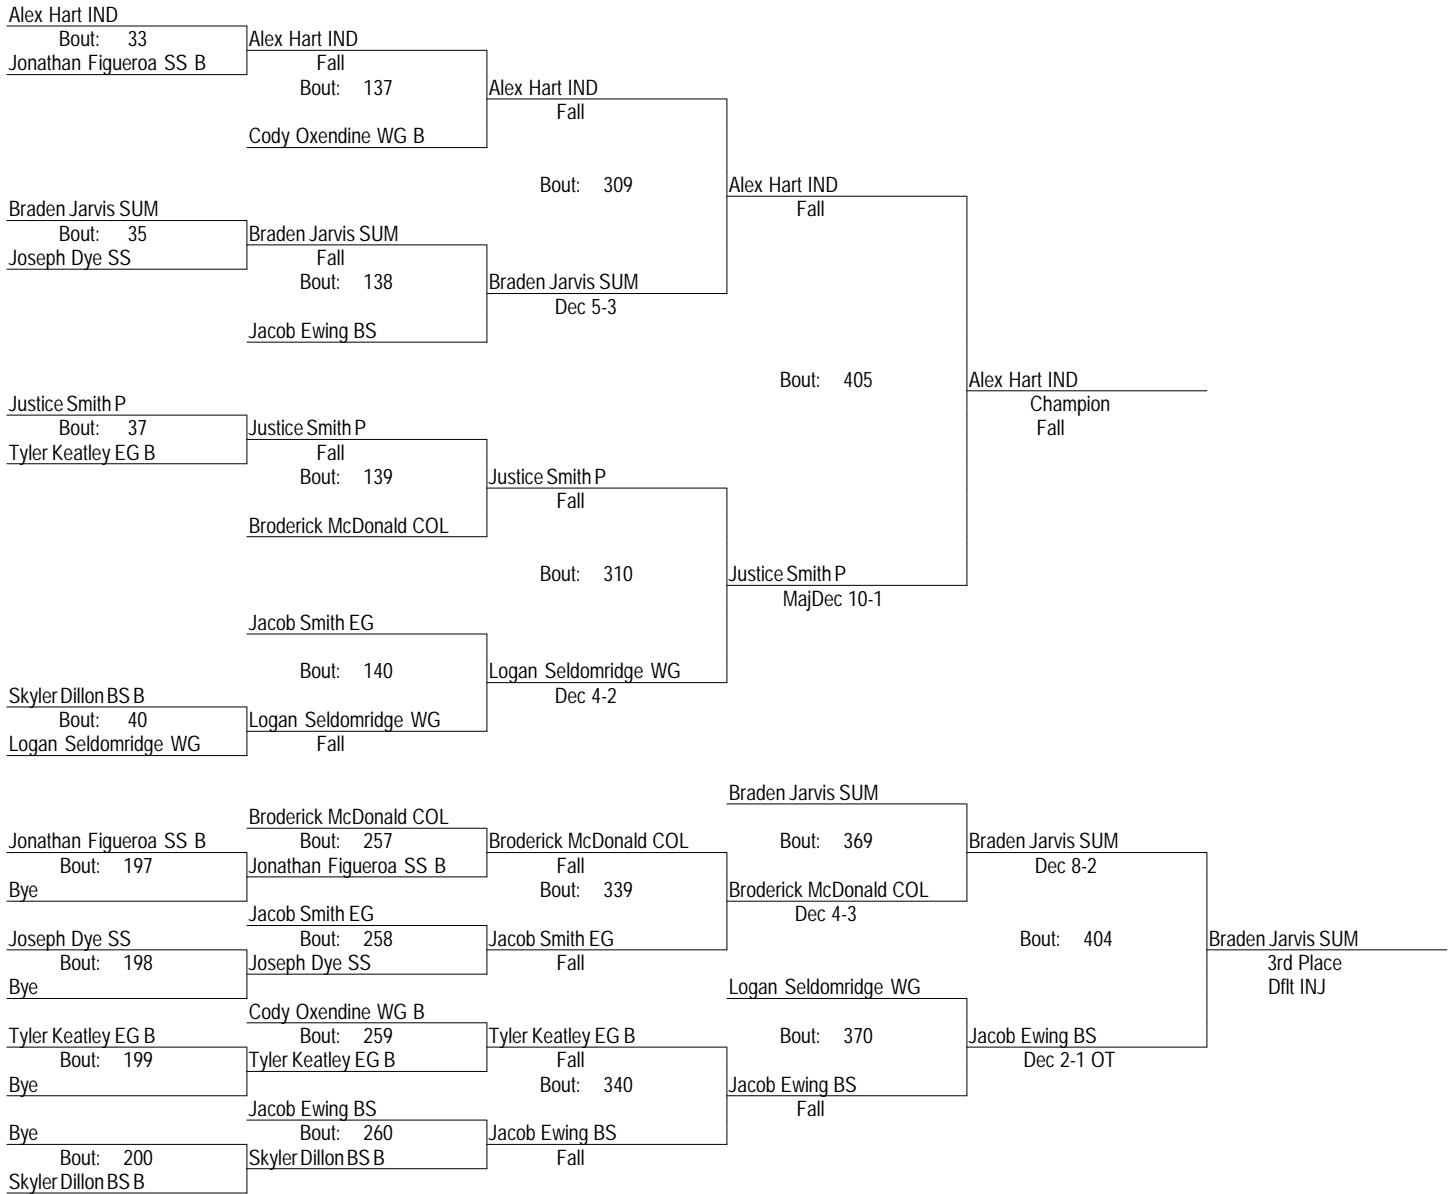 Alex Hart IND
Bout: 33
Alex Hart IND
Jonathan Figueroa SS B
Fall
Bout: 137
Alex Hart IND
Fall
Cody Oxendine WG B
Bout: 309
Alex Hart IND
Fall
Braden Jarvis SUM
Bout: 35
Braden Jarvis SUM
Joseph Dye SS
Fall
Bout: 138
Braden Jarvis SUM
Dec 5-3
Jacob Ewing BS
Bout: 405
Alex Hart IND
Champion
Fall
Justice Smith P
Bout: 37
Justice Smith P
Tyler Keatley EG B
Fall
Bout: 139
Justice Smith P
Fall
Broderick McDonald COL
Bout: 310
Justice Smith P
MajDec 10-1
Jacob Smith EG
Bout: 140
Logan Seldomridge WG
Dec 4-2
Skyler Dillon BS B
Bout: 40
Logan Seldomridge WG
Logan Seldomridge WG
Fall
Braden Jarvis SUM
Broderick McDonald COL
Jonathan Figueroa SS B
Bout: 257
Broderick McDonald COL
Bout: 369
Braden Jarvis SUM
Bout: 197
Jonathan Figueroa SS B
Fall
Dec 8-2
Bye
Bout: 339
Broderick McDonald COL
Jacob Smith EG
Dec 4-3
Joseph Dye SS
Bout: 258
Jacob Smith EG
Bout: 404
Braden Jarvis SUM
Bout: 198
Joseph Dye SS
Fall
3rd Place
Bye
Logan Seldomridge WG
Dflt INJ
Cody Oxendine WG B
Tyler Keatley EG B
Bout: 259
Tyler Keatley EG B
Bout: 370
Jacob Ewing BS
Bout: 199
Tyler Keatley EG B
Fall
Dec 2-1 OT
Bye
Bout: 340
Jacob Ewing BS
Jacob Ewing BS
Fall
Bye
Bout: 260
Jacob Ewing BS
Bout: 200
Skyler Dillon BS B
Fall
Skyler Dillon BS B